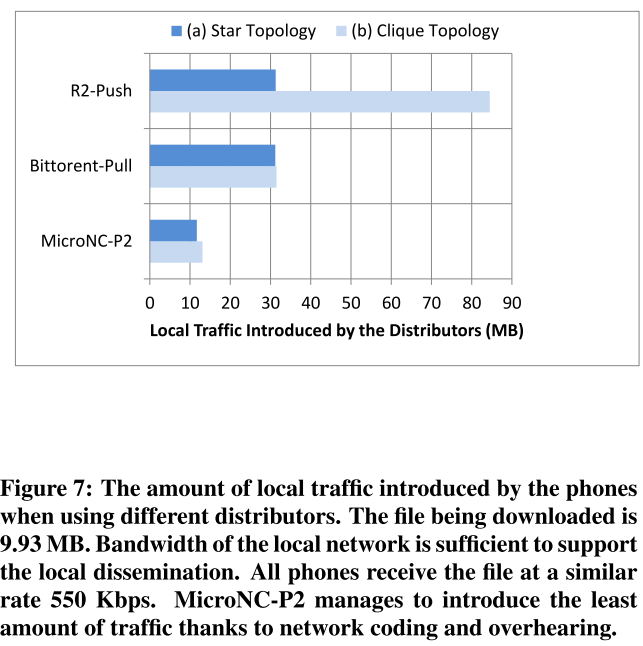 (a) Star Topology (b) Clique Topology
R2-Push
Bittorent-Pull
MicroNC-P2
0 10 20 30 40 50 60 70 80 90
Local Traffic Introduced by the Distributors (MB)
Figure 7: The amount of local traffic introduced by the phones
when using different distributors. The file being downloaded is
9.93 MB. Bandwidth of the local network is sufficient to support
the local dissemination. All phones receive the file at a similar
rate 550 Kbps. MicroNC-P2 manages to introduce the least
amount of traffic thanks to network coding and overhearing.